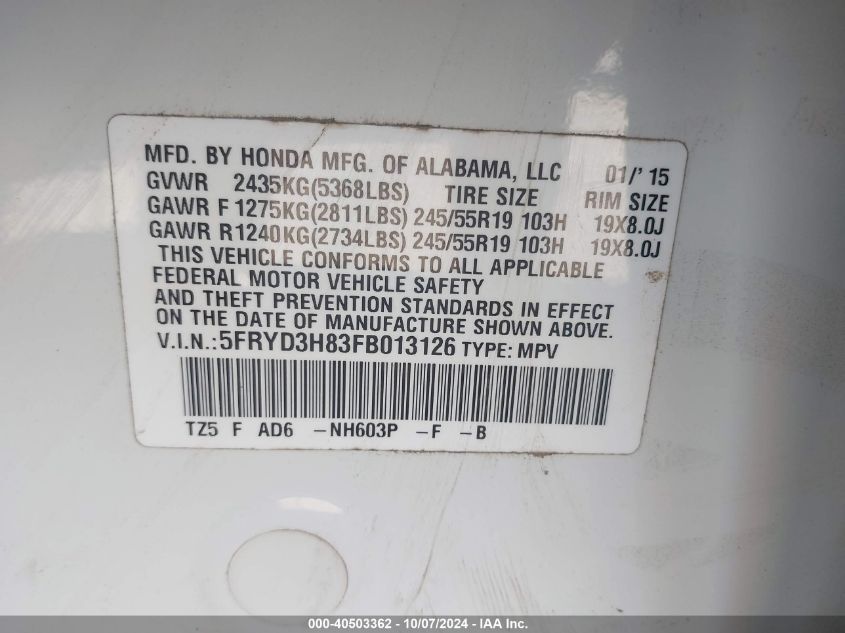 MFD. BY HONDA MFG. OF ALABAMA, LLC 01/'15
GVWR 2435KG(5368LBS) TIRE SIZE RIM SIZE
GAWR F 1275KG(2811LBS) 245/55R19 103H 19X8.0J
GAWR R1240KG(2734LBS) 245/55R19 103H 19X8.0J
THIS VEHICLE CONFORMS TO ALL APPLICABLE
FEDERAL MOTOR VEHICLE SAFETY
AND THEFT PREVENTION STANDARDS IN EFFECT
ON THE DATE OF MANUFACTURE SHOWN ABOVE.
V.I.N.:5FRYD3H83FB013126 TYPE: MPV
TZ5 F AD6 -NH603P -F -B
000-40503362 - 10/07/2024 - IAA Inc.